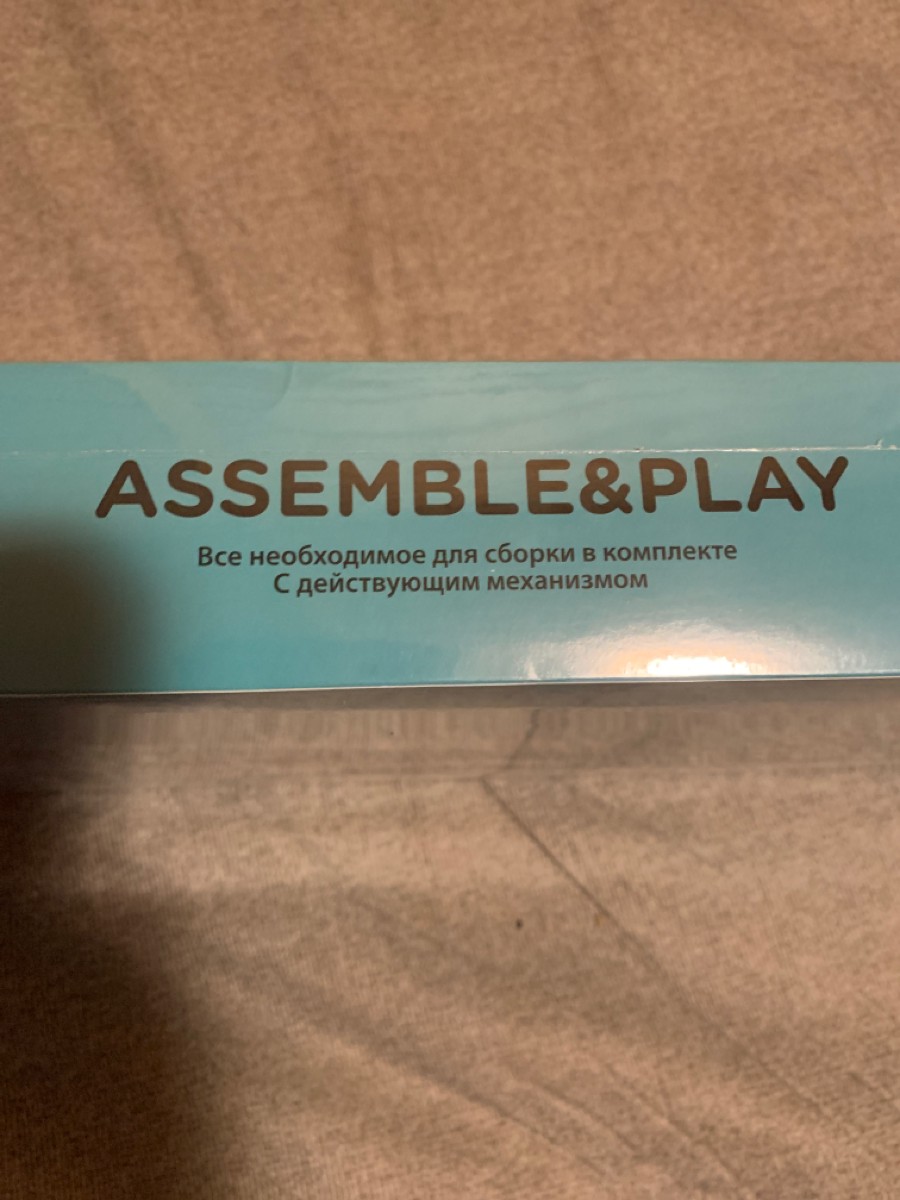 ASSEMBLE&PLAY
Все необходимое для сборки в комплекте
С действующим механизмом